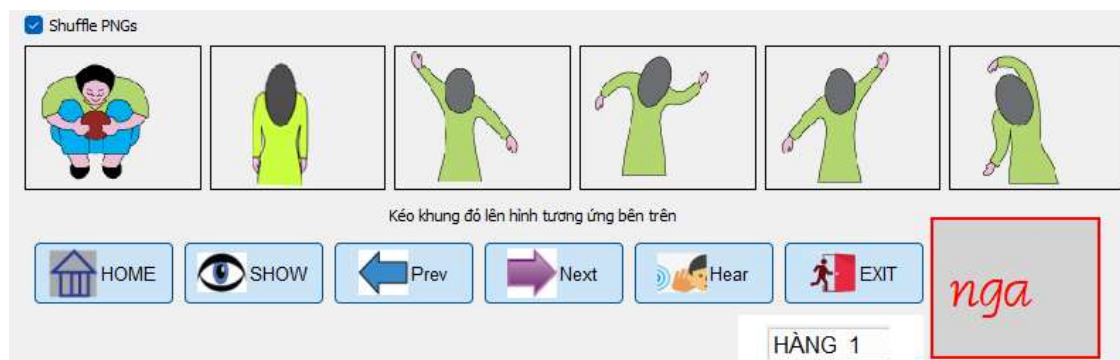 Shuffle PNGs
Kéo khung đỏ lên hình tương ứng bên trên
HOME
SHOW
Prev
Next
Hear
EXIT
nga
HÀNG 1